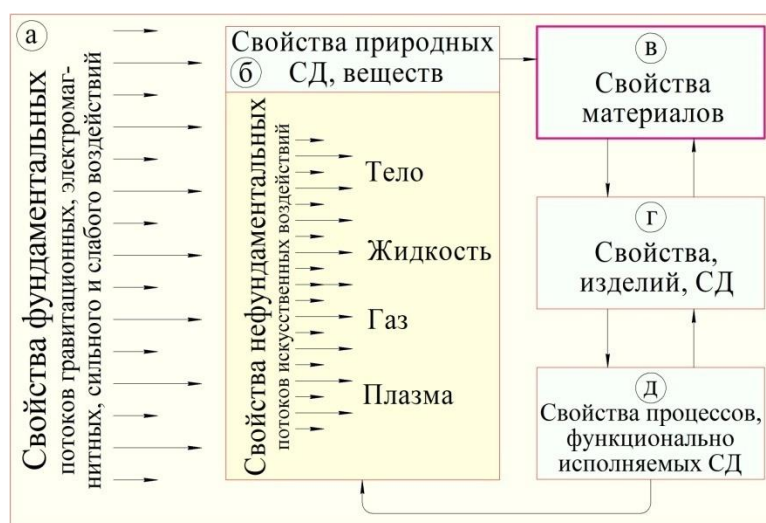 а
Свойства фундаментальных
потоков гравитационных, электромаг-
нитных, сильного и слабого воздействий
Свойства природных
б
СД, веществ
Свойства нефундаментальных
потоков искусственных воздействий
Тело
Жидкость
Газ
Плазма
в
Свойства
материалов
г
Свойства,
изделий, СД
д
Свойства процессов,
функционально
исполняемых СД